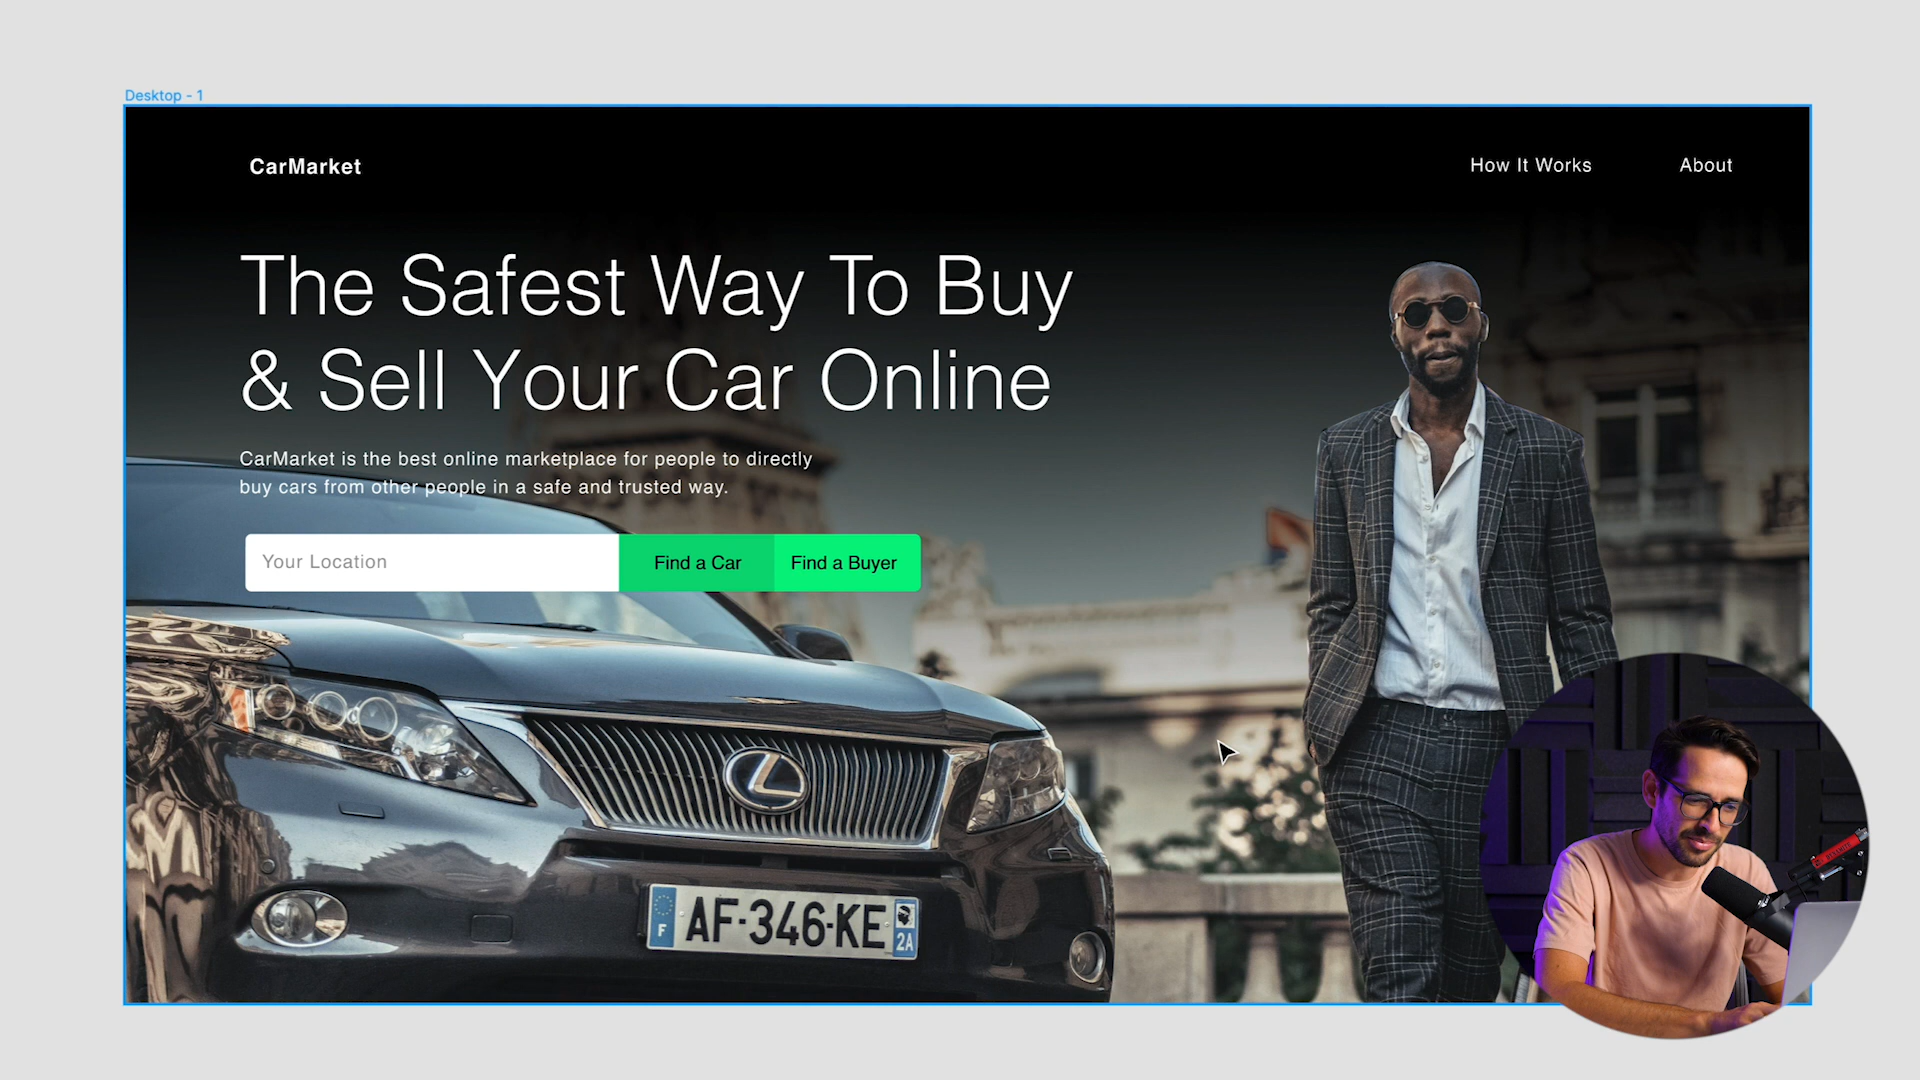 Desktop - 1
CarMarket
How It Works
About
The Safest Way To Buy
& Sell Your Car Online
CarMarket is the best online marketplace for people to directly
buy cars from other people in a safe and trusted way.
Your Location
Find a Car
Find a Buyer
F
AF-346-KE
2A